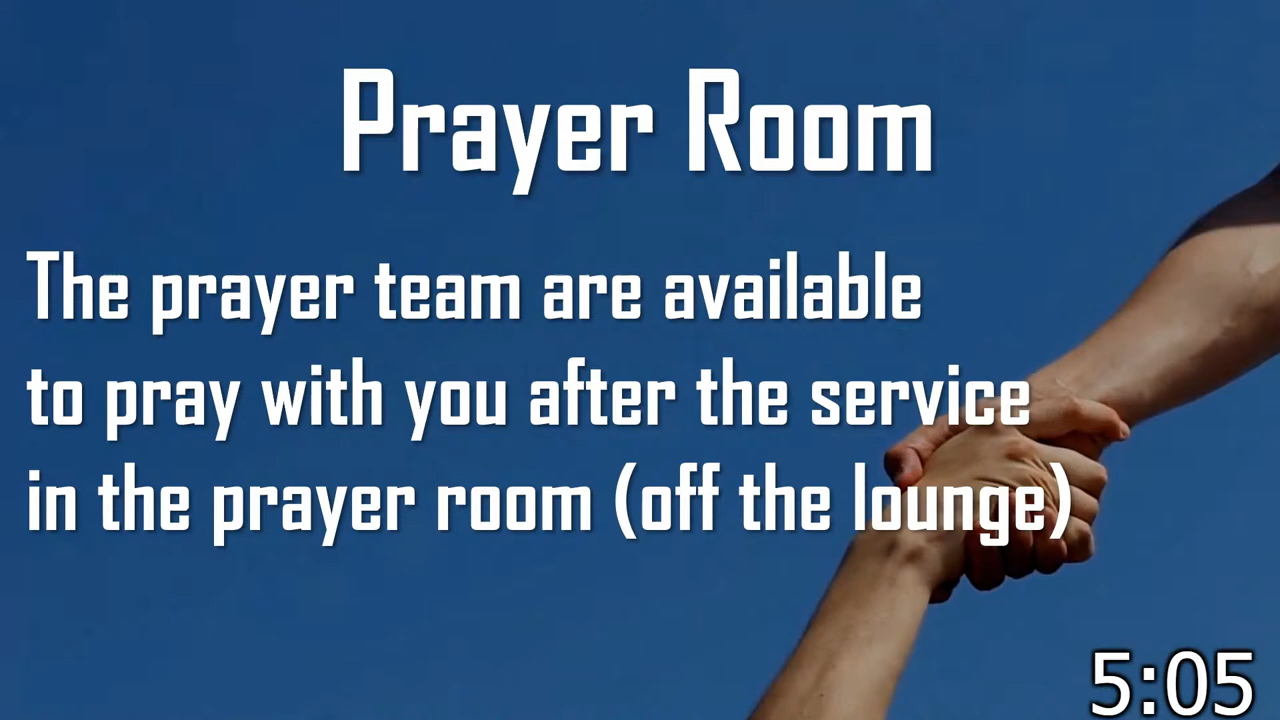 Prayer Room
The prayer team are available
to pray with you after the service
in the prayer room (off the lounge)
5:05